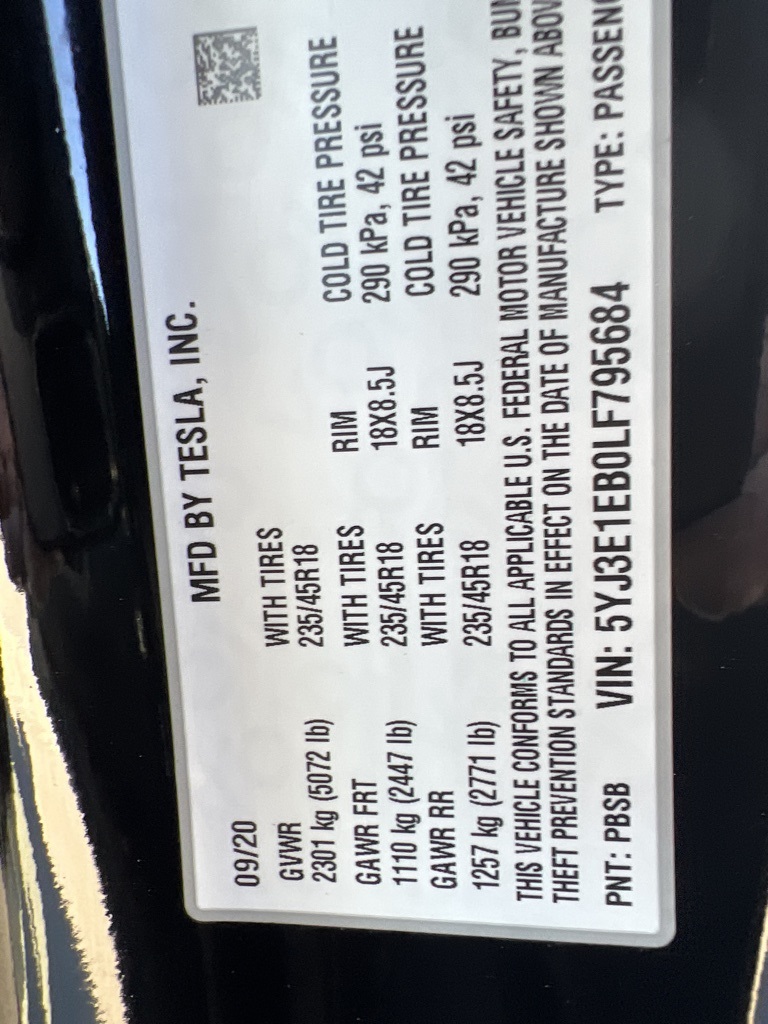 MFD BY TESLA, INC.
09/20
GVWR WITH TIRES
2301 kg (5072 lb) 235/45R18
GAWR FRT WITH TIRES RIM COLD TIRE PRESSURE
1110 kg (2447 lb) 235/45R18 18X8.5J 290 kPa, 42 psi
GAWR RR WITH TIRES RIM COLD TIRE PRESSURE
1257 kg (2771 lb) 235/45R18 18X8.5J 290 kPa, 42 psi
THIS VEHICLE CONFORMS TO ALL APPLICABLE U.S. FEDERAL MOTOR VEHICLE SAFETY,
THEFT PREVENTION STANDARDS IN EFFECT ON THE DATE OF MANUFACTURE SHOWN
PNT: PBSB VIN: 5YJ3E1EB0LF795684 TYPE: